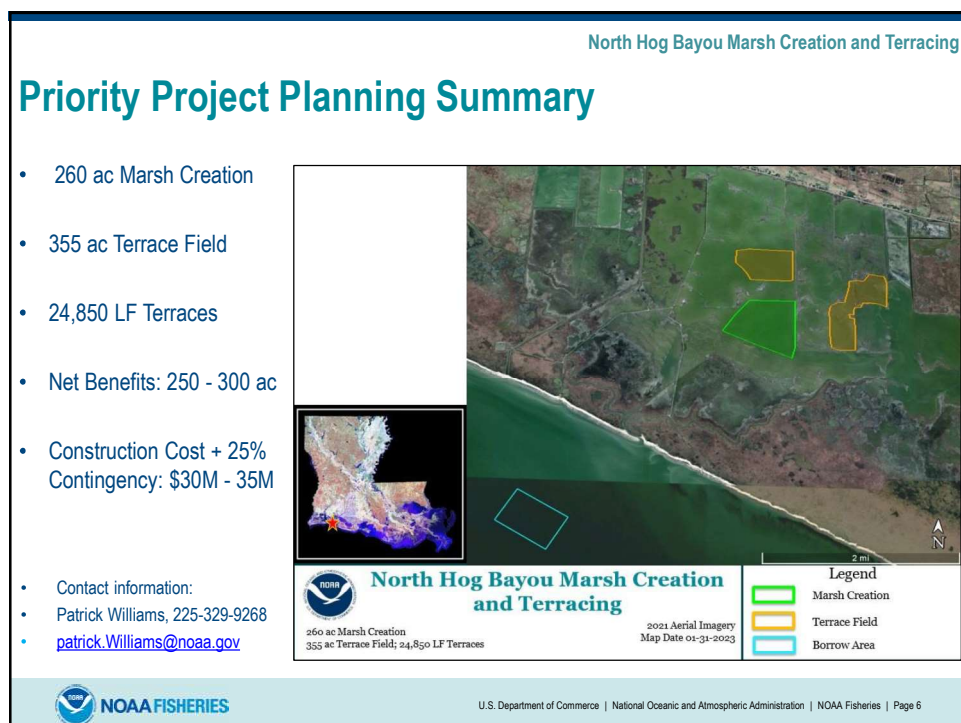 North Hog Bayou Marsh Creation and Terracing
Priority Project Planning Summary
• 260 ac Marsh Creation
• 355 ac Terrace Field
• 24,850 LF Terraces
• Net Benefits: 250 - 300 ac
• Construction Cost + 25%
Contingency: $30M - 35M
• Contact information:
• Patrick Williams, 225-329-9268
• patrick.Williams@noaa.gov
N
2 mi
NOAA
North Hog Bayou Marsh Creation
and Terracing
260 ac Marsh Creation
355 ac Terrace Field; 24,850 LF Terraces
2021 Aerial Imagery
Map Date 01-31-2023
Legend
Marsh Creation
Terrace Field
Borrow Area
NOAA
NOAA FISHERIES
U.S. Department of Commerce | National Oceanic and Atmospheric Administration | NOAA Fisheries | Page 6